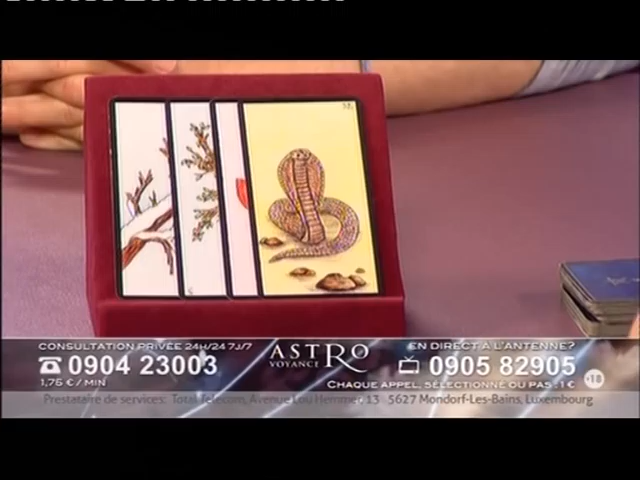 CONSULTATION PRIVÉE 24H/24 7J/7
0904 23003
1,75 € / MIN
ASTRO
VOYANCE
EN DIRECT À L'ANTENNE?
0905 82905
CHAQUE APPEL, SÉLECTIONNÉ OU PAS : 1 €
+18
Prestataire de services: Total Telecom, Avenue Lou Hemmer 13 5627 Mondorf-Les-Bains, Luxembourg